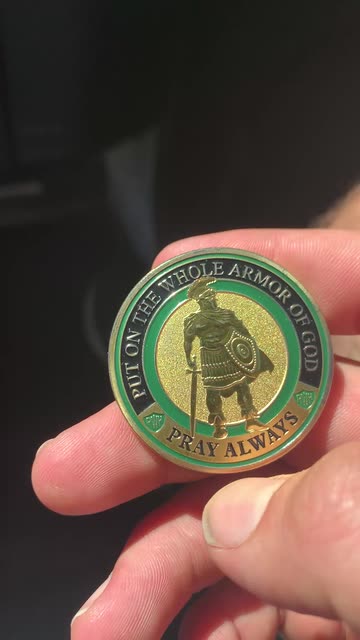 PUT ON THE WHOLE ARMOR OF GOD
PRAY ALWAYS